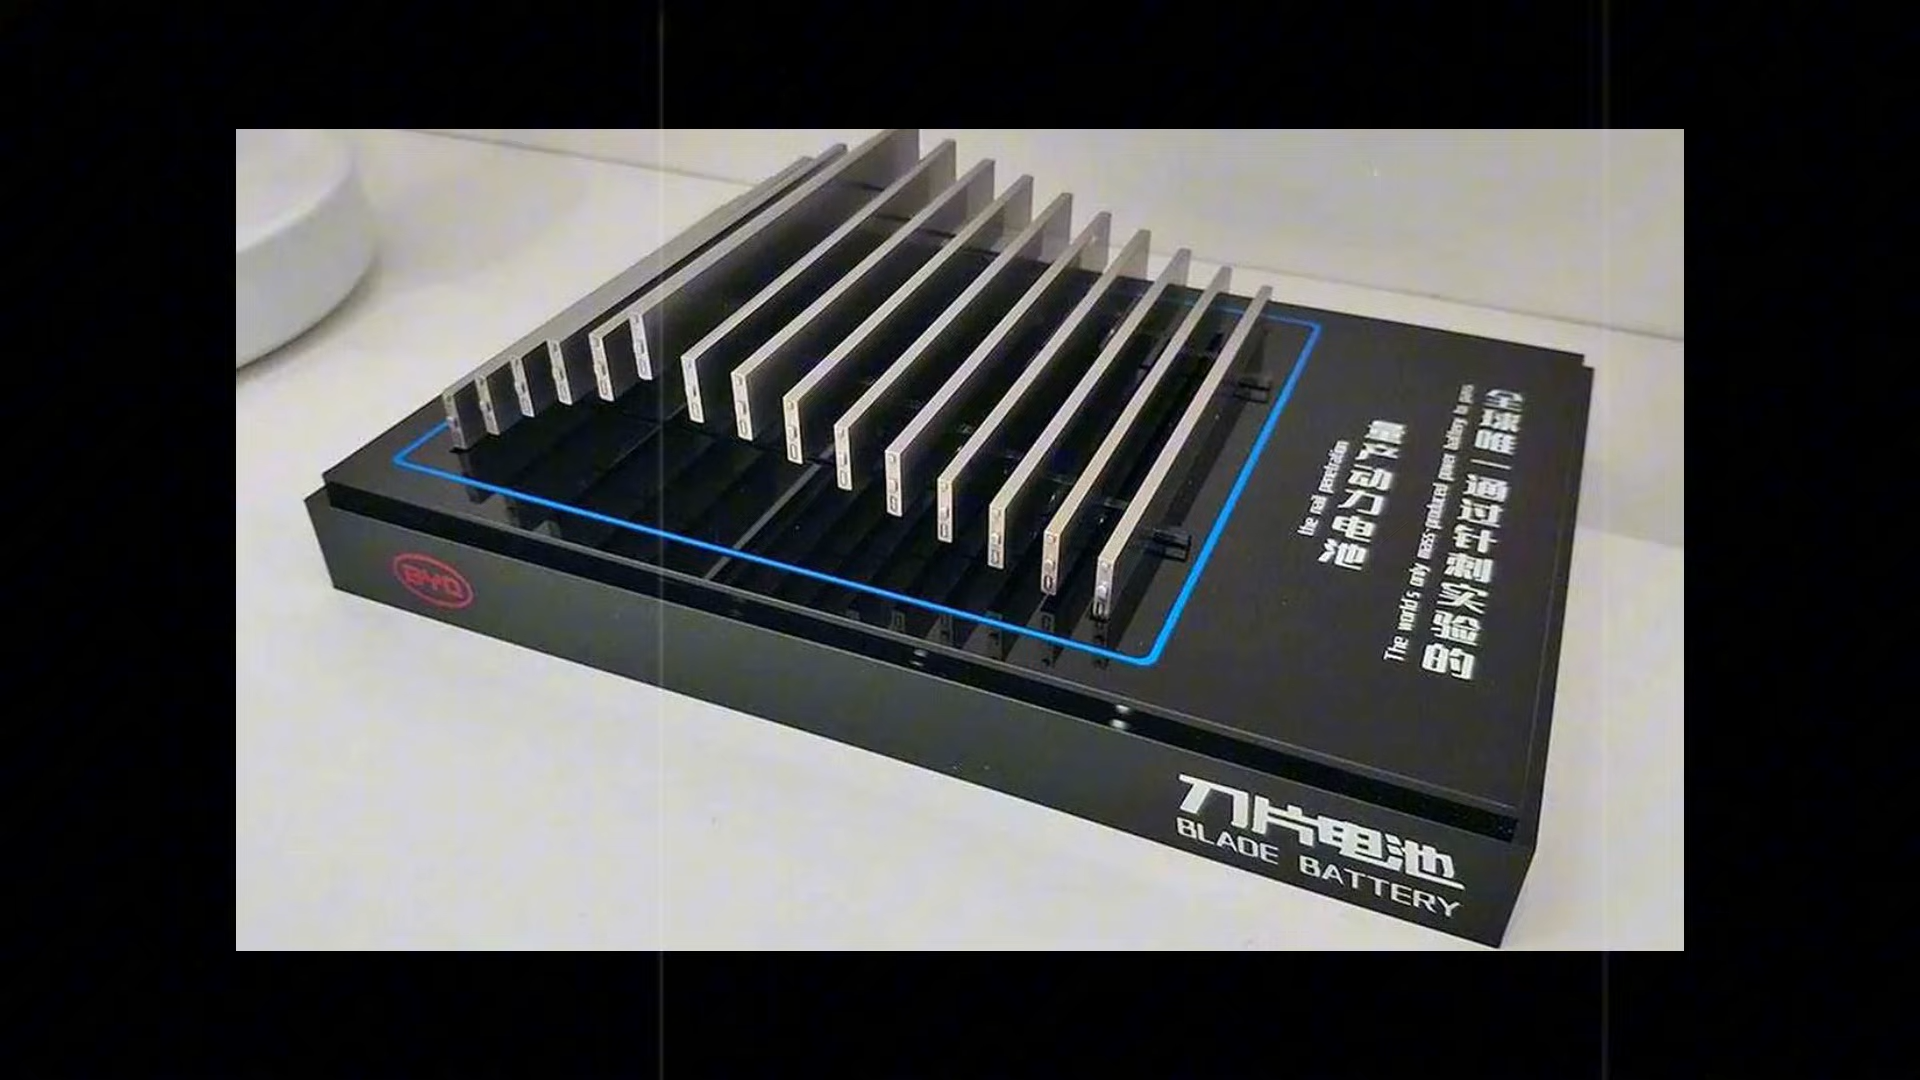 全球唯一通过针刺实验的
The world's only mass-produced power battery to pass
量产动力电池
the nail penetration
BYD
刀片电池
BLADE BATTERY